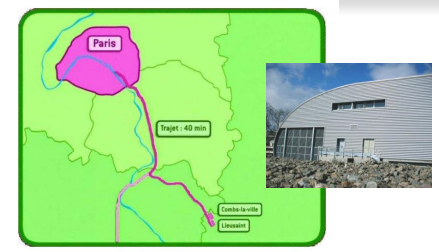 Paris
Trajet : 40 min
Combs-la-ville
Lieusaint